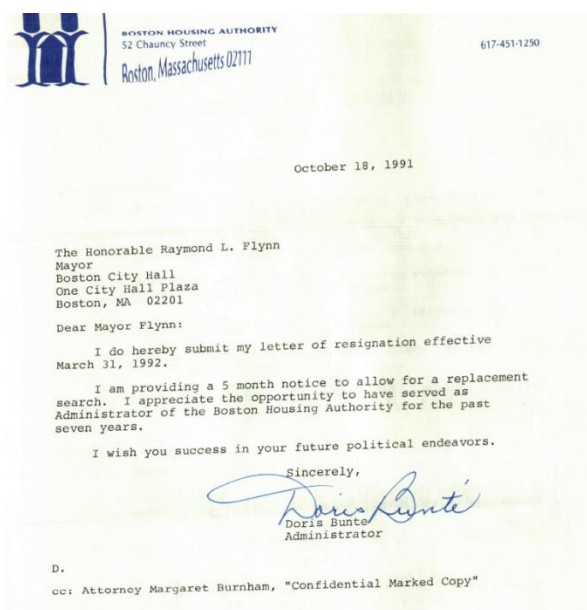 BOSTON HOUSING AUTHORITY
52 Chauncy Street
Boston, Massachusetts 02111
617-451-1250
October 18, 1991
The Honorable Raymond L. Flynn
Mayor
Boston City Hall
One City Hall Plaza
Boston, MA 02201
Dear Mayor Flynn:
I do hereby submit my letter of resignation effective
March 31, 1992.
I am providing a 5 month notice to allow for a replacement
search. I appreciate the opportunity to have served as
Administrator of the Boston Housing Authority for the past
seven years.
I wish you success in your future political endeavors.
Sincerely,
Doris Bunté
Doris Bunte
Administrator
D.
cc: Attorney Margaret Burnham, "Confidential Marked Copy"